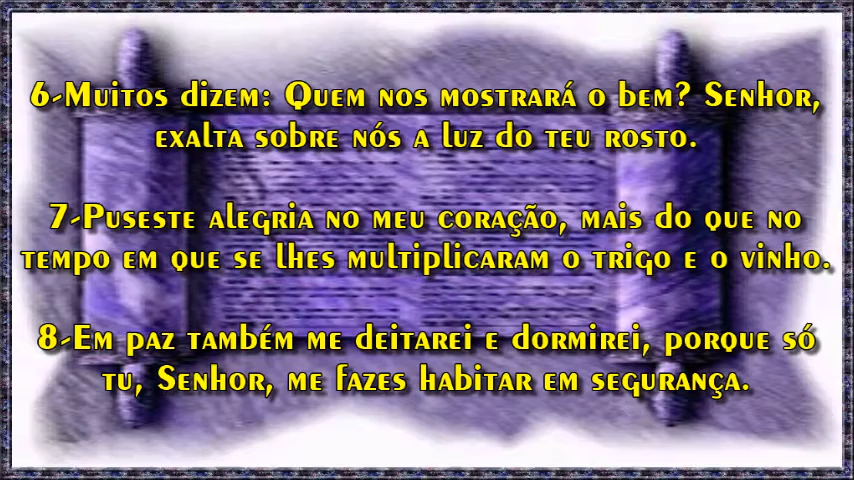 6-Muitos dizem: Quem nos mostrará o bem? Senhor,
exalta sobre nós a luz do teu rosto.
7-Puseste alegria no meu coração, mais do que no
tempo em que se lhes multiplicaram o trigo e o vinho.
8-Em paz também me deitarei e dormirei, porque só
tu, Senhor, me fazes habitar em segurança.